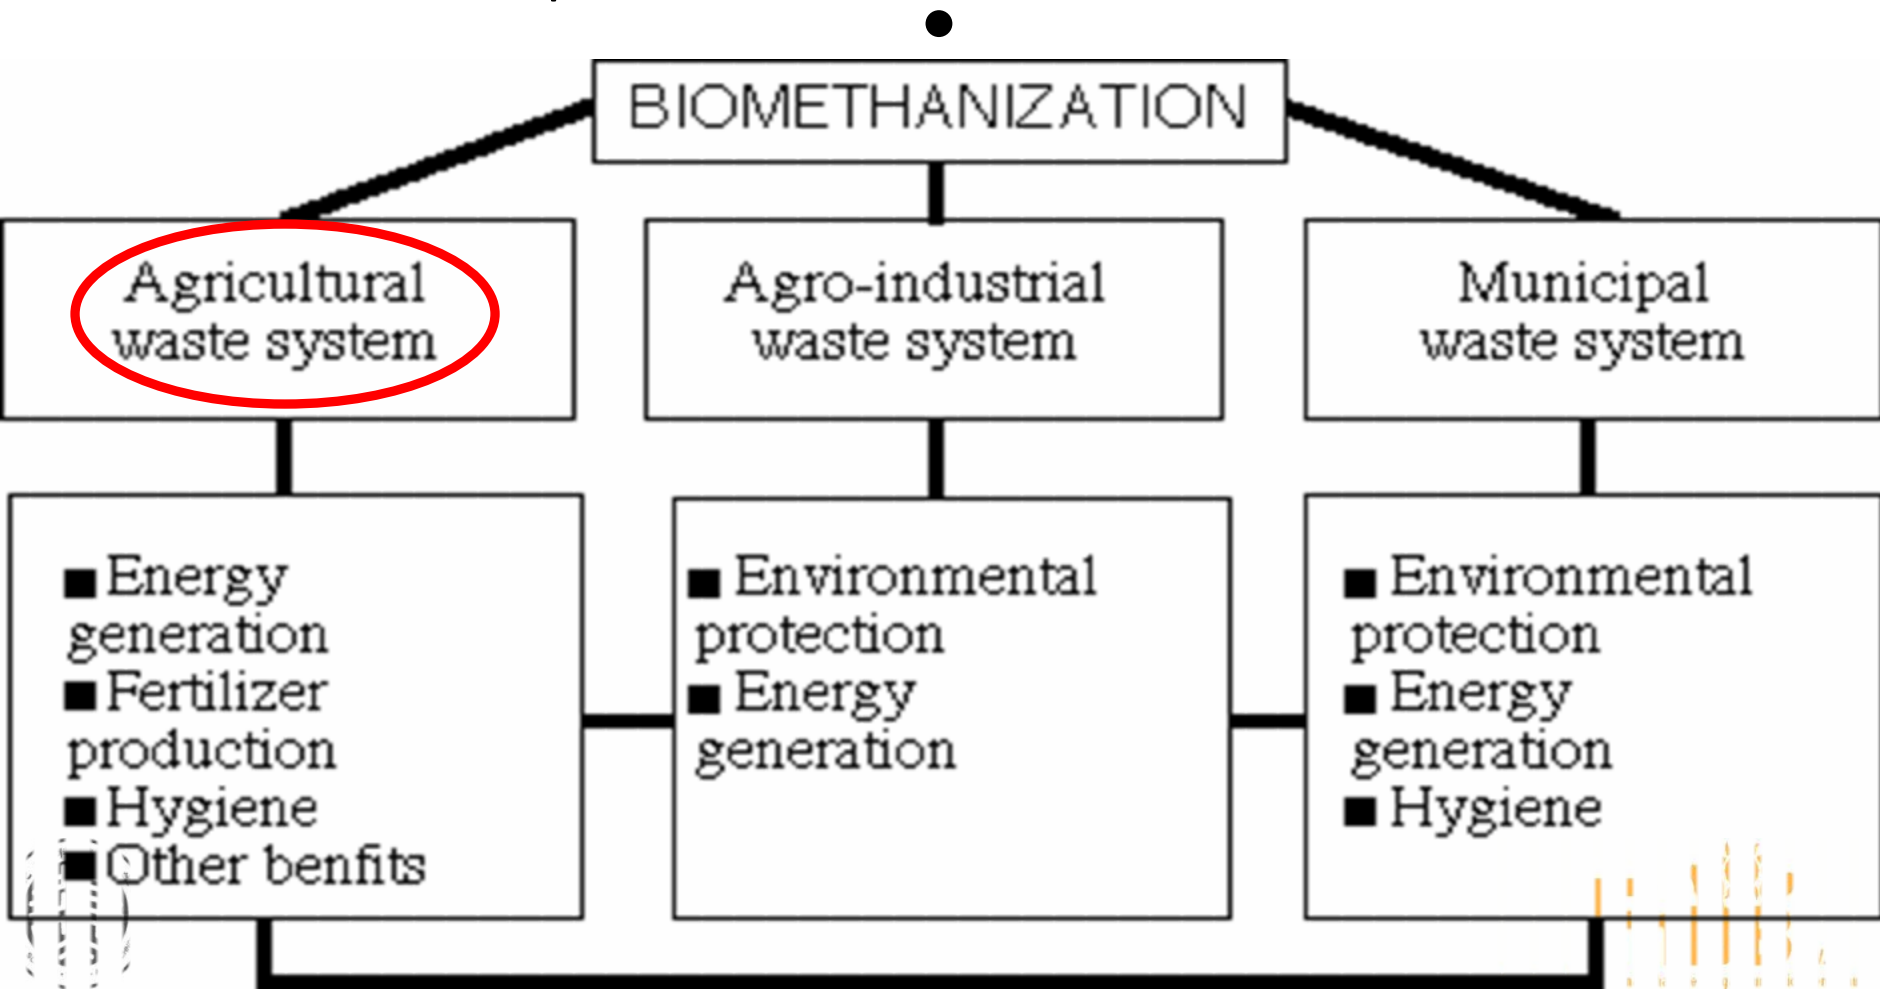 BIOMETHANIZATION
Agricultural
waste system
Agro-industrial
waste system
Municipal
waste system
■ Energy
generation
■ Fertilizer
production
■ Hygiene
■ Other benfits
■ Environmental
protection
■ Energy
generation
■ Environmental
protection
■ Energy
generation
■ Hygiene